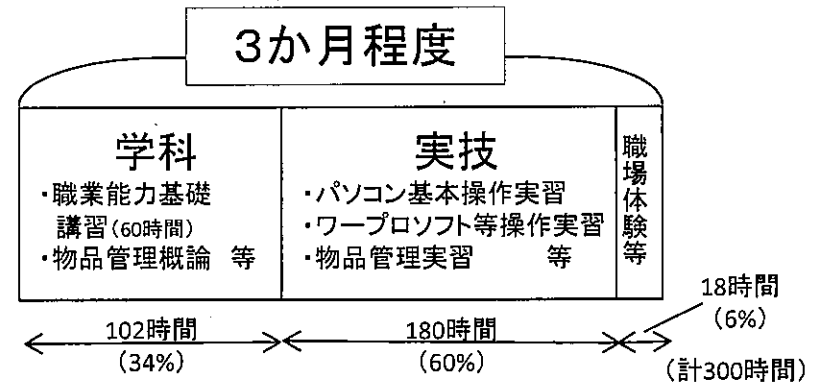 3か月程度
学科
・職業能力基礎
講習(60時間)
・物品管理概論 等
実技
・パソコン基本操作実習
・ワープロソフト等操作実習
・物品管理実習 等
職場体験等
102時間
(34%)
180時間
(60%)
18時間
(6%)
(計300時間)